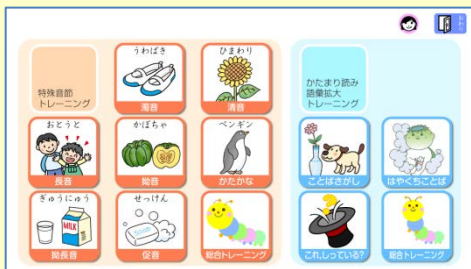 おわり
特殊音節
トレーニング
うわばき
濁音
ひまわり
清音
おとうと
長音
かぼちゃ
拗音
ペンギン
かたかな
ぎゅうにゅう
MILK
拗長音
せっけん
促音
総合トレーニング
かたまり読み
語彙拡大
トレーニング
ことばさがし
はやくちことば
これ、しっている?
総合トレーニング